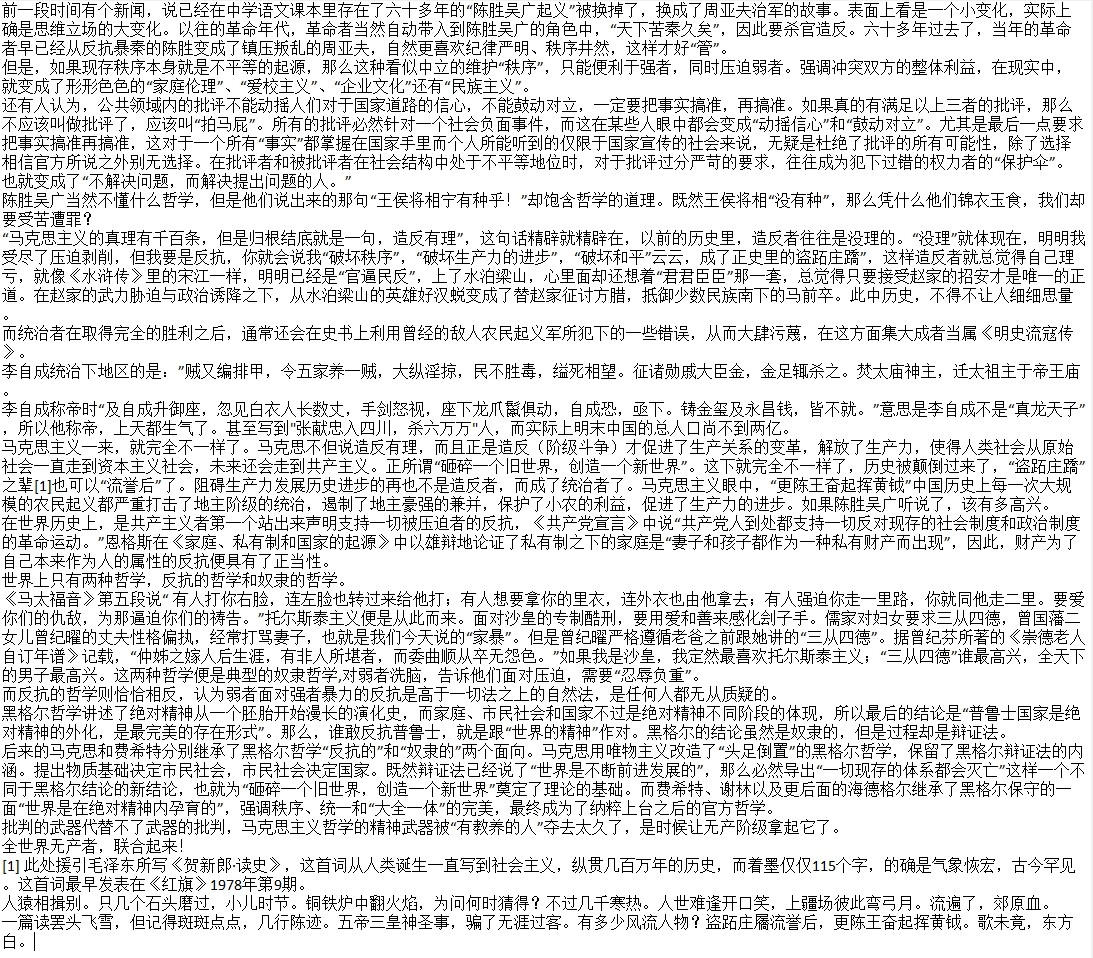 前一段时间有个新闻，说已经在中学语文课本里存在了六十多年的“陈胜吴广起义”被换掉了，换成了周亚夫治军的故事。表面上看是一个小变化，实际上
确是思维立场的大变化。以往的革命年代，革命者当然自动带入到陈胜吴广的角色中，“天下苦秦久矣”，因此要杀官造反。六十多年过去了，当年的革命
者早已经从反抗暴秦的陈胜变成了镇压叛乱的周亚夫，自然更喜欢纪律严明、秩序井然，这样才好“管”。
但是，如果现存秩序本身就是不平等的起源，那么这种看似中立的维护“秩序”，只能便利于强者，同时压迫弱者。强调冲突双方的整体利益，在现实中，
就变成了形形色色的“家庭伦理”、“爱校主义”、“企业文化”还有“民族主义”。
还有人认为，公共领域内的批评不能动摇人们对于国家道路的信心，不能鼓动对立，一定要把事实搞准，再搞准。如果真的有满足以上三者的批评，那么
不应该叫做批评了，应该叫“拍马屁”。所有的批评必然针对一个社会负面事件，而这在某些人眼中都会变成“动摇信心”和“鼓动对立”。尤其是最后一点要求
把事实搞准再搞准，这对于一个所有“事实”都掌握在国家手里而个人所能听到的仅限于国家宣传的社会来说，无疑是杜绝了批评的所有可能性，除了选择
相信官方所说之外别无选择。在批评者和被批评者在社会结构中处于不平等地位时，对于批评过分严苛的要求，往往成为犯下过错的权力者的“保护伞”。
也就变成了“不解决问题，而解决提出问题的人。”
陈胜吴广当然不懂什么哲学，但是他们说出来的那句“王侯将相宁有种乎！”却饱含哲学的道理。既然王侯将相“没有种”，那么凭什么他们锦衣玉食，我们却
要受苦遭罪？
“马克思主义的真理有千百条，但是归根结底就是一句，造反有理”，这句话精辟就精辟在，以前的历史里，造反者往往是没理的。“没理”就体现在，明明我
受尽了压迫剥削，但我要是反抗，你就会说我“破坏秩序”，“破坏生产力的进步”，“破坏和平”云云，成了正史里的盗跖庄蹻”，这样造反者就总觉得自己理
亏，就像《水浒传》里的宋江一样，明明已经是“官逼民反”，上了水泊梁山，心里面却还想着“君君臣臣”那一套，总觉得只要接受赵家的招安才是唯一的正
道。在赵家的武力胁迫与政治诱降之下，从水泊梁山的英雄好汉蜕变成了替赵家征讨方腊，抵御少数民族南下的马前卒。此中历史，不得不让人细细思量
。
而统治者在取得完全的胜利之后，通常还会在史书上利用曾经的敌人农民起义军所犯下的一些错误，从而大肆污蔑，在这方面集大成者当属《明史流寇传
》。
李自成统治下地区的是：”贼又编排甲，令五家养一贼，大纵淫掠，民不胜毒，缢死相望。征诸勋戚大臣金，金足辄杀之。焚太庙神主，迁太祖主于帝王庙
。
李自成称帝时“及自成升御座，忽见白衣人长数丈，手剑怒视，座下龙爪鬣俱动，自成恐，亟下。铸金玺及永昌钱，皆不就。”意思是李自成不是“真龙天子”
，所以他称帝，上天都生气了。甚至写到"张献忠入四川，杀六万万"人，而实际上明末中国的总人口尚不到两亿。
马克思主义一来，就完全不一样了。马克思不但说造反有理，而且正是造反（阶级斗争）才促进了生产关系的变革，解放了生产力，使得人类社会从原始
社会一直走到资本主义社会，未来还会走到共产主义。正所谓“砸碎一个旧世界，创造一个新世界”。这下就完全不一样了，历史被颠倒过来了，“盗跖庄蹻”
之辈[1]也可以“流誉后”了。阻碍生产力发展历史进步的再也不是造反者，而成了统治者了。马克思主义眼中，“更陈王奋起挥黄钺”中国历史上每一次大规
模的农民起义都严重打击了地主阶级的统治，遏制了地主豪强的兼并，保护了小农的利益，促进了生产力的进步。如果陈胜吴广听说了，该有多高兴。
在世界历史上，是共产主义者第一个站出来声明支持一切被压迫者的反抗，《共产党宣言》中说“共产党人到处都支持一切反对现存的社会制度和政治制度
的革命运动。”恩格斯在《家庭、私有制和国家的起源》中以雄辩地论证了私有制之下的家庭是“妻子和孩子都作为一种私有财产而出现”，因此，财产为了
自己本来作为人的属性的反抗便具有了正当性。
世界上只有两种哲学，反抗的哲学和奴隶的哲学。
《马太福音》第五段说“ 有人打你右脸，连左脸也转过来给他打；有人想要拿你的里衣，连外衣也由他拿去；有人强迫你走一里路，你就同他走二里。要爱
你们的仇敌，为那逼迫你们的祷告。”托尔斯泰主义便是从此而来。面对沙皇的专制酷刑，要用爱和善来感化刽子手。儒家对妇女要求三从四德，曾国藩二
女儿曾纪曜的丈夫性格偏执，经常打骂妻子，也就是我们今天说的“家暴”。但是曾纪曜严格遵循老爸之前跟她讲的“三从四德”。据曾纪芬所著的《崇德老人
自订年谱》记载，“仲姊之嫁人后生涯，有非人所堪者，而委曲顺从卒无怨色。”如果我是沙皇，我定然最喜欢托尔斯泰主义；“三从四德”谁最高兴，全天下
的男子最高兴。这两种哲学便是典型的奴隶哲学,对弱者洗脑，告诉他们面对压迫，需要“忍辱负重”。
而反抗的哲学则恰恰相反，认为弱者面对强者暴力的反抗是高于一切法之上的自然法，是任何人都无从质疑的。
黑格尔哲学讲述了绝对精神从一个胚胎开始漫长的演化史，而家庭、市民社会和国家不过是绝对精神不同阶段的体现，所以最后的结论是“普鲁士国家是绝
对精神的外化，是最完美的存在形式”。那么，谁敢反抗普鲁士，就是跟“世界的精神”作对。黑格尔的结论虽然是奴隶的，但是过程却是辩证法。
后来的马克思和费希特分别继承了黑格尔哲学“反抗的”和“奴隶的”两个面向。马克思用唯物主义改造了“头足倒置”的黑格尔哲学，保留了黑格尔辩证法的内
涵。提出物质基础决定市民社会，市民社会决定国家。既然辩证法已经说了“世界是不断前进发展的”，那么必然导出“一切现存的体系都会灭亡”这样一个不
同于黑格尔结论的新结论，也就为“砸碎一个旧世界，创造一个新世界”奠定了理论的基础。而费希特、谢林以及更后面的海德格尔继承了黑格尔保守的一
面“世界是在绝对精神内孕育的”，强调秩序、统一和“大全一体”的完美，最终成为了纳粹上台之后的官方哲学。
批判的武器代替不了武器的批判，马克思主义哲学的精神武器被“有教养的人”夺去太久了，是时候让无产阶级拿起它了。
全世界无产者，联合起来！
[1] 此处援引毛泽东所写《贺新郎·读史》，这首词从人类诞生一直写到社会主义，纵贯几百万年的历史，而着墨仅仅115个字，的确是气象恢宏，古今罕见
。这首词最早发表在《红旗》1978年第9期。
人猿相揖别。只几个石头磨过，小儿时节。铜铁炉中翻火焰，为问何时猜得？不过几千寒热。人世难逢开口笑，上疆场彼此弯弓月。流遍了，郊原血。
一篇读罢头飞雪，但记得斑斑点点，几行陈迹。五帝三皇神圣事，骗了无涯过客。有多少风流人物？盗跖庄屩流誉后，更陈王奋起挥黄钺。歌未竟，东方
白。